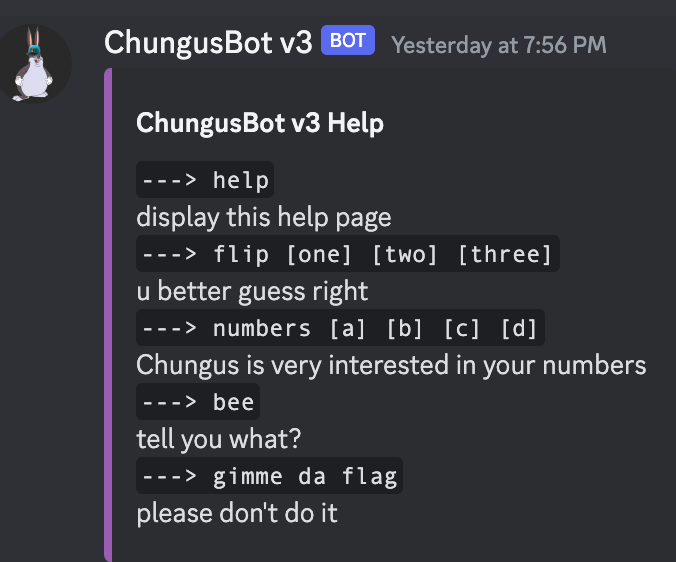 ChungusBot v3 BOT Yesterday at 7:56 PM
ChungusBot v3 Help
---> help
display this help page
---> flip [one] [two] [three]
u better guess right
---> numbers [a] [b] [c] [d]
Chungus is very interested in your numbers
---> bee
tell you what?
---> gimme da flag
please don't do it